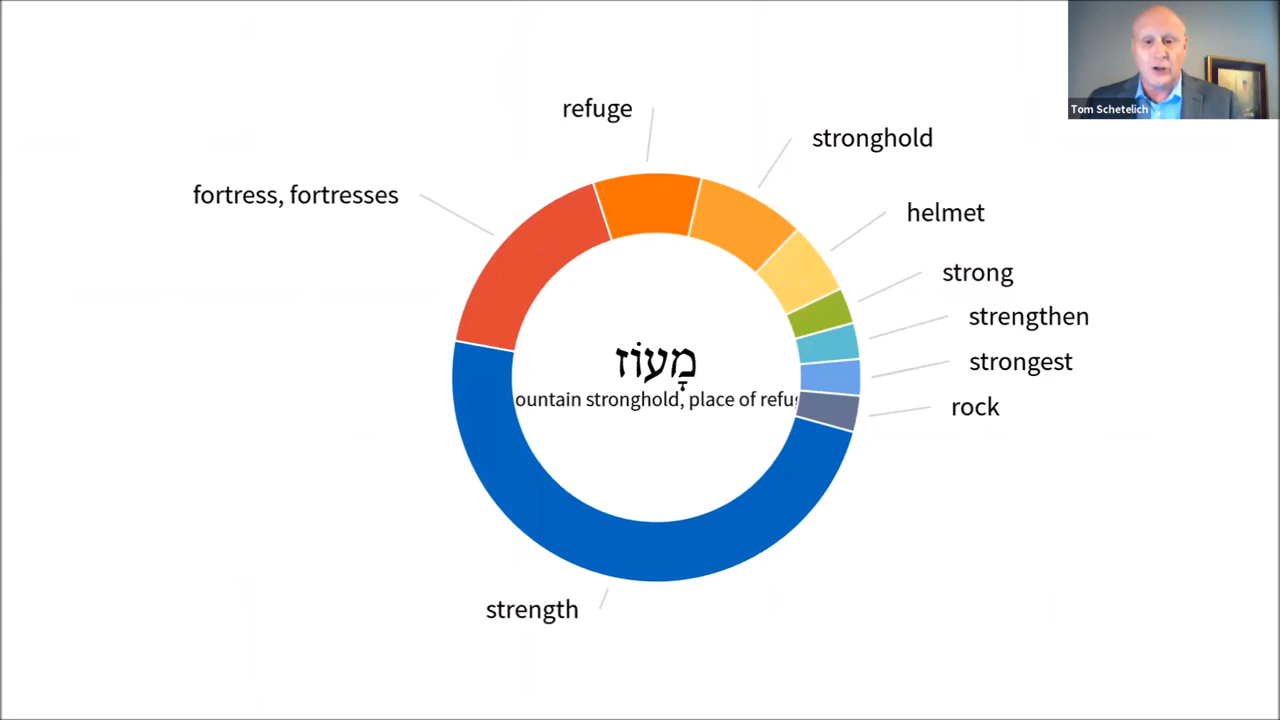 Tom Schetelich
refuge
stronghold
fortress, fortresses
helmet
strong
strengthen
strongest
rock
מָעוֹז
ountain stronghold, place of refu
strength